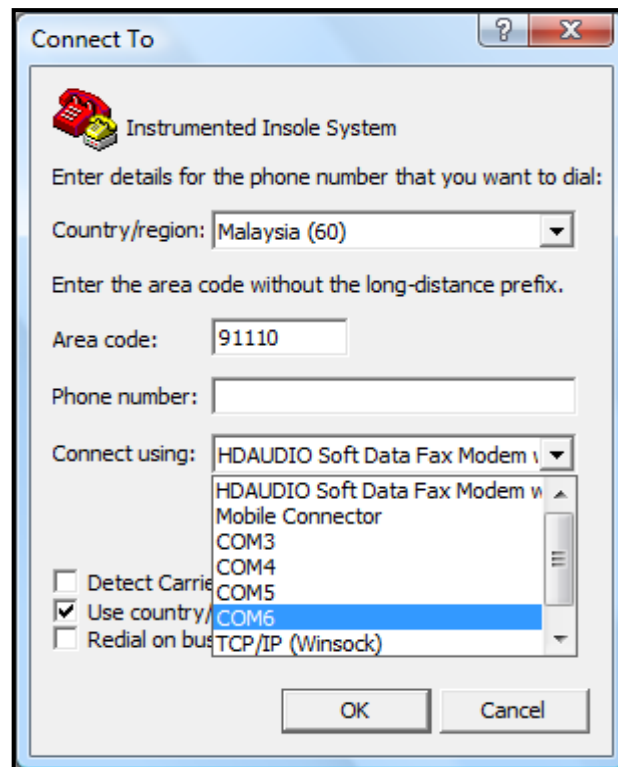 Connect To
Instrumented Insole System
Enter details for the phone number that you want to dial:
Country/region: Malaysia (60)
Enter the area code without the long-distance prefix.
Area code: 91110
Phone number:
Connect using: HDAUDIO Soft Data Fax Modem
HDAUDIO Soft Data Fax Modem w
Mobile Connector
COM3
COM4
Detect Carrie
COM5
Use country/
COM6
Redial on bus
TCP/IP (Winsock)
OK Cancel